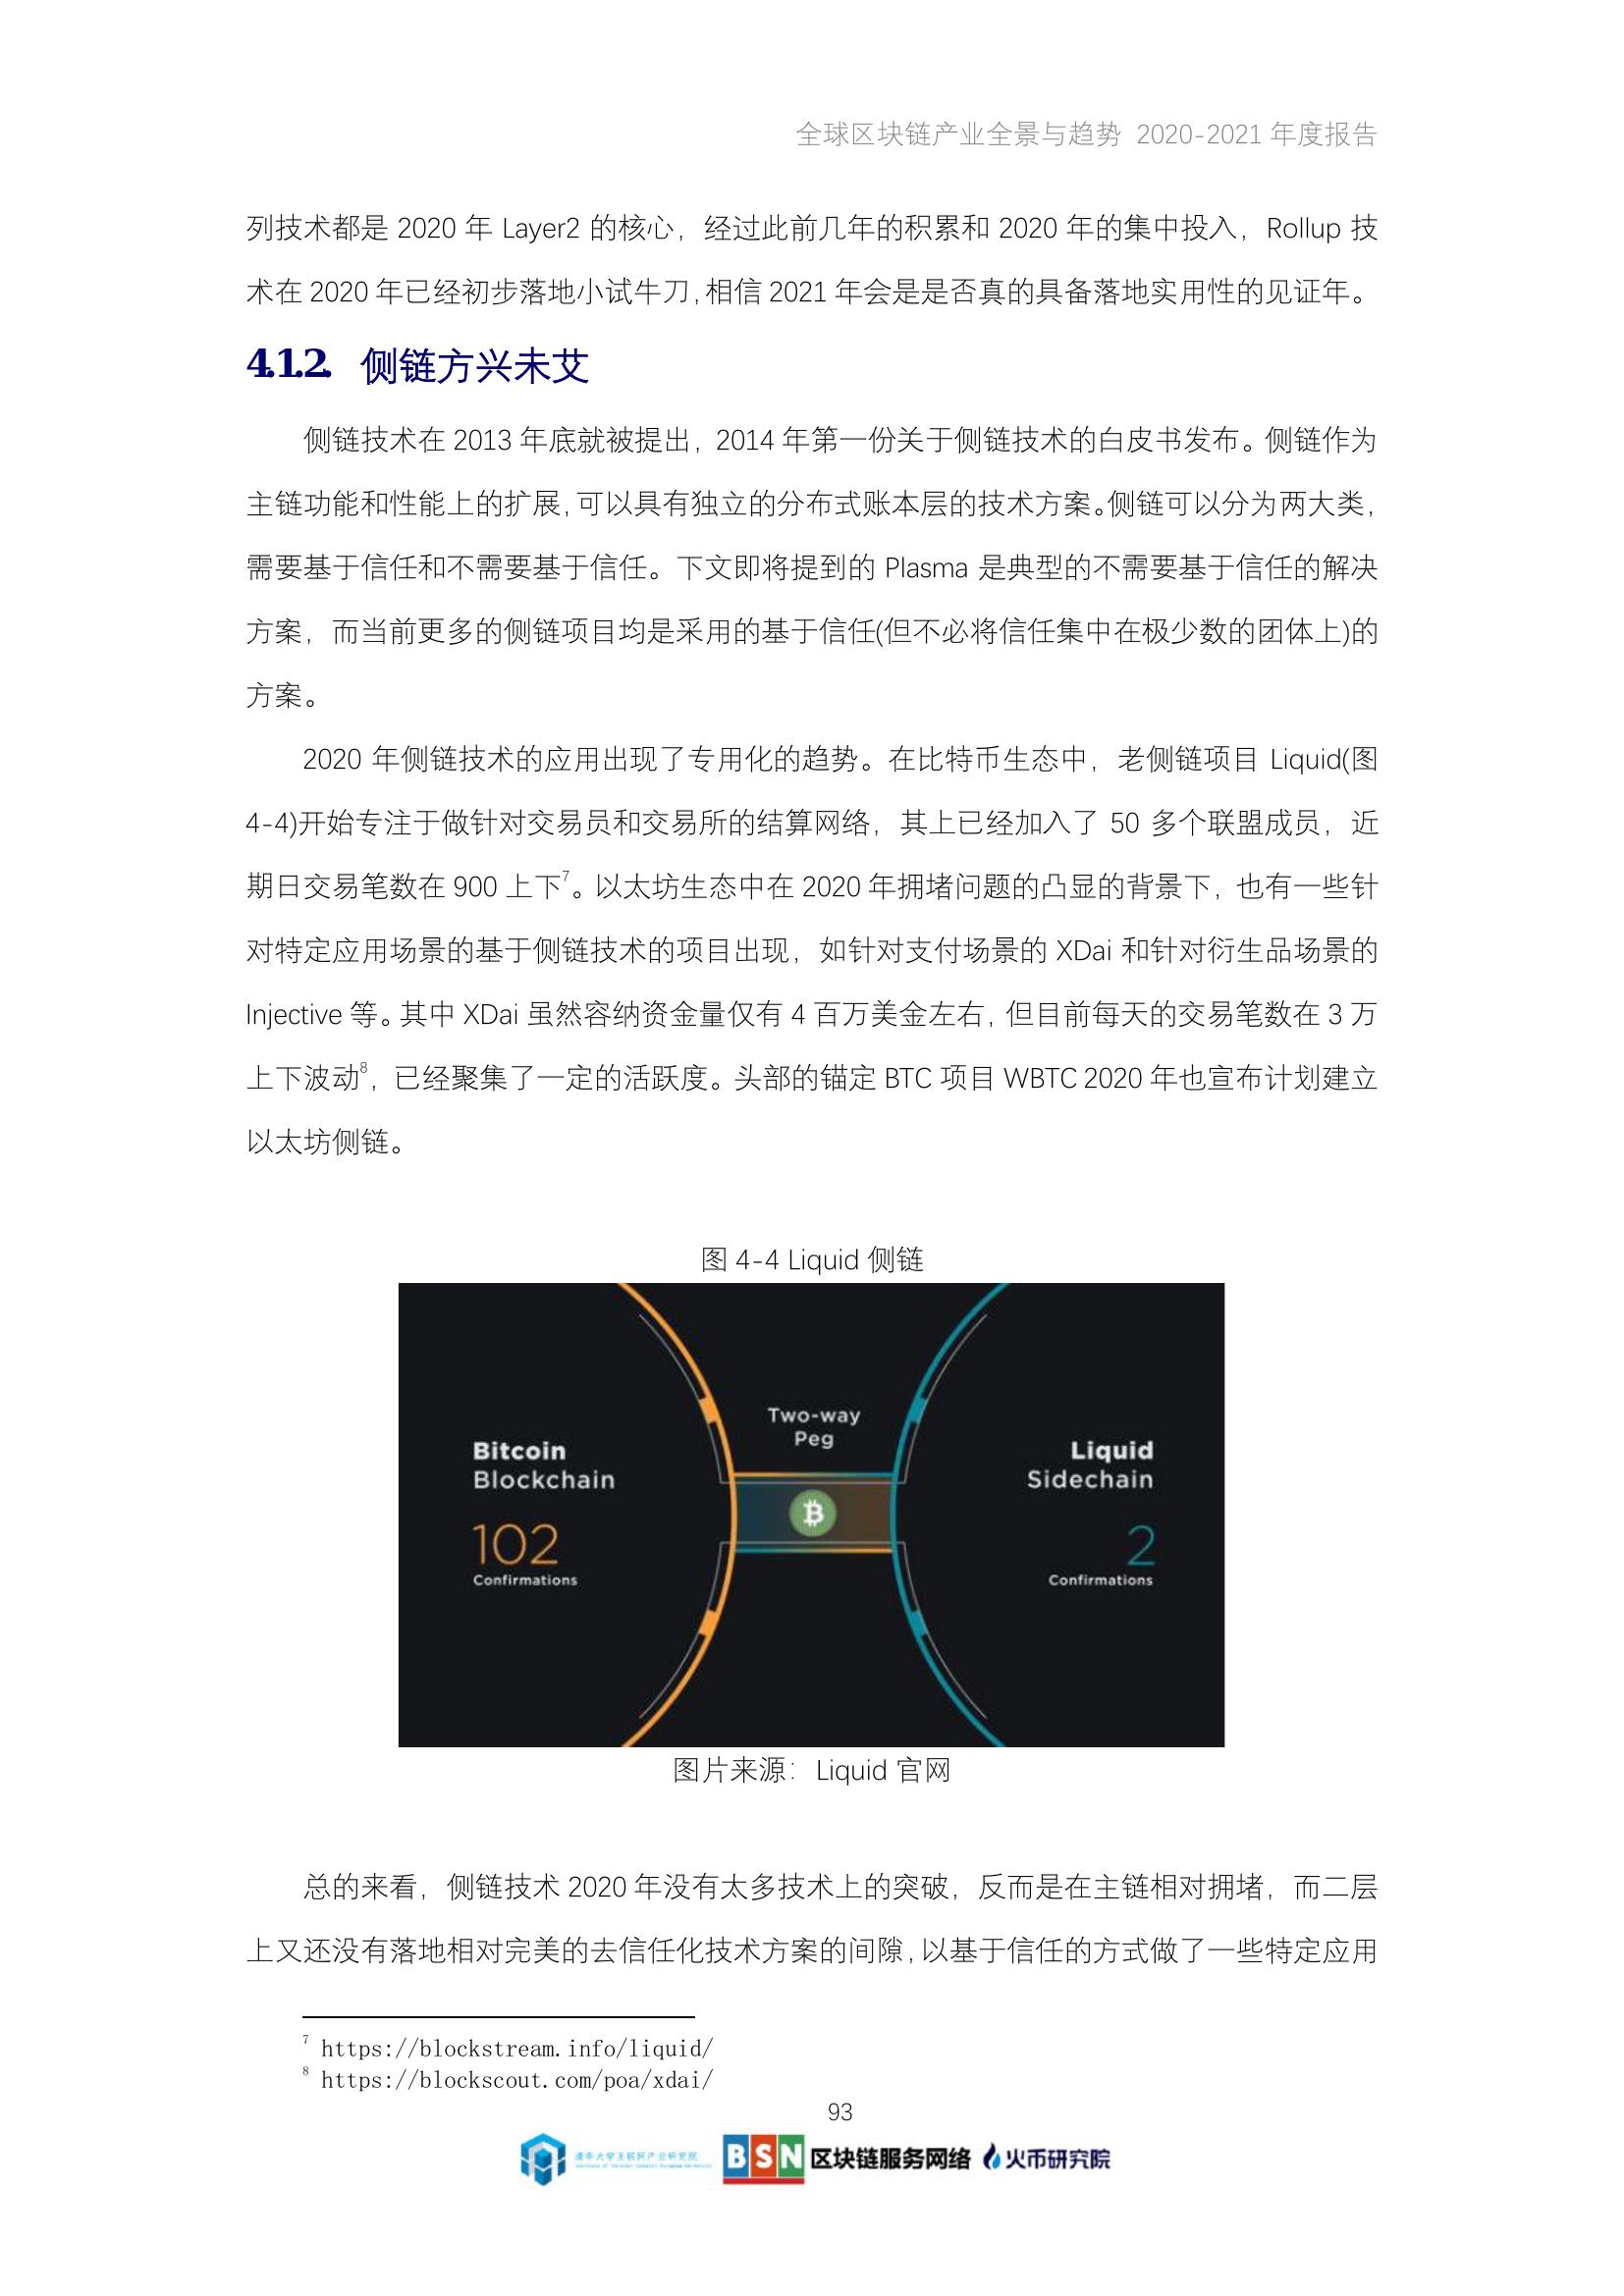 全球区块链产业全景与趋势 2020-2021 年度报告
列技术都是 2020 年 Layer2 的核心，经过此前几年的积累和 2020 年的集中投入，Rollup 技
术在 2020 年已经初步落地小试牛刀,相信 2021 年会是是否真的具备落地实用性的见证年。
4.1.2. 侧链方兴未艾
侧链技术在 2013 年底就被提出，2014 年第一份关于侧链技术的白皮书发布。侧链作为
主链功能和性能上的扩展,可以具有独立的分布式账本层的技术方案。侧链可以分为两大类，
需要基于信任和不需要基于信任。下文即将提到的 Plasma 是典型的不需要基于信任的解决
方案，而当前更多的侧链项目均是采用的基于信任(但不必将信任集中在极少数的团体上)的
方案。
2020 年侧链技术的应用出现了专用化的趋势。在比特币生态中，老侧链项目 Liquid(图
4-4)开始专注于做针对交易员和交易所的结算网络，其上已经加入了 50 多个联盟成员，近
期日交易笔数在 900 上下7。以太坊生态中在 2020 年拥堵问题的凸显的背景下，也有一些针
对特定应用场景的基于侧链技术的项目出现，如针对支付场景的 XDai 和针对衍生品场景的
Injective 等。其中 XDai 虽然容纳资金量仅有 4 百万美金左右，但目前每天的交易笔数在 3 万
上下波动8，已经聚集了一定的活跃度。头部的锚定 BTC 项目 WBTC 2020 年也宣布计划建立
以太坊侧链。
图 4-4 Liquid 侧链
Two-way
Peg
Bitcoin
Blockchain
102
Confirmations
Liquid
Sidechain
2
Confirmations
图片来源：Liquid 官网
总的来看，侧链技术 2020 年没有太多技术上的突破，反而是在主链相对拥堵，而二层
上又还没有落地相对完美的去信任化技术方案的间隙,以基于信任的方式做了一些特定应用
7 https://blockstream.info/liquid/
8 https://blockscout.com/poa/xdai/
93
清华大学互联网产业研究院
BSN 区块链服务网络 火币研究院